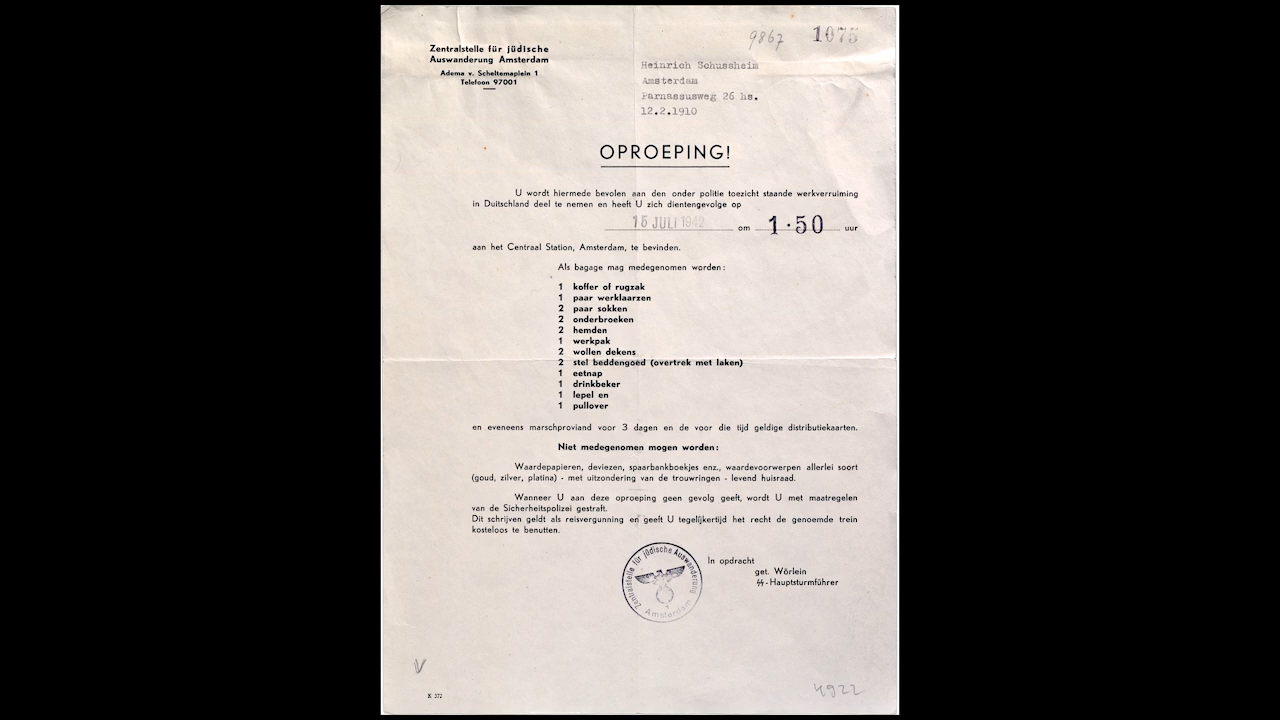 Zentralstelle für jüdische
Auswanderung Amsterdam
Adema v. Scheltemaplein 1
Telefoon 97001
9867
1075
Heinrich Schussheim
Amsterdam
Parnassusweg 26 hs.
12.2.1910
OPROEPING!
U wordt hiermede bevolen aan den onder politie toezicht staande werkverruiming
in Duitschland deel te nemen en heeft U zich dientengevolge op
15 JULI 1942 om 1·50 uur
aan het Centraal Station, Amsterdam, te bevinden.
Als bagage mag medegenomen worden:
1 koffer of rugzak
1 paar werklaarzen
2 paar sokken
2 onderbroeken
2 hemden
1 werkpak
2 wollen dekens
2 stel beddengoed (overtrek met laken)
1 eetnap
1 drinkbeker
1 lepel en
1 pullover
en eveneens marschproviand voor 3 dagen en de voor die tijd geldige distributiekaarten.
Niet medegenomen mogen worden:
Waardepapieren, deviezen, spaarbankboekjes enz., waardevoorwerpen allerlei soort
(goud, zilver, platina) - met uitzondering van de trouwringen - levend huisraad.
Wanneer U aan deze oproeping geen gevolg geeft, wordt U met maatregelen
van de Sicherheitspolizei gestraft.
Dit schrijven geldt als reisvergunning en geeft U tegelijkertijd het recht de genoemde trein
kosteloos te benutten.
Zentralstelle für jüdische Auswanderung
Amsterdam
In opdracht
get. Wörlein
SS-Hauptsturmführer
V
K 372
4922